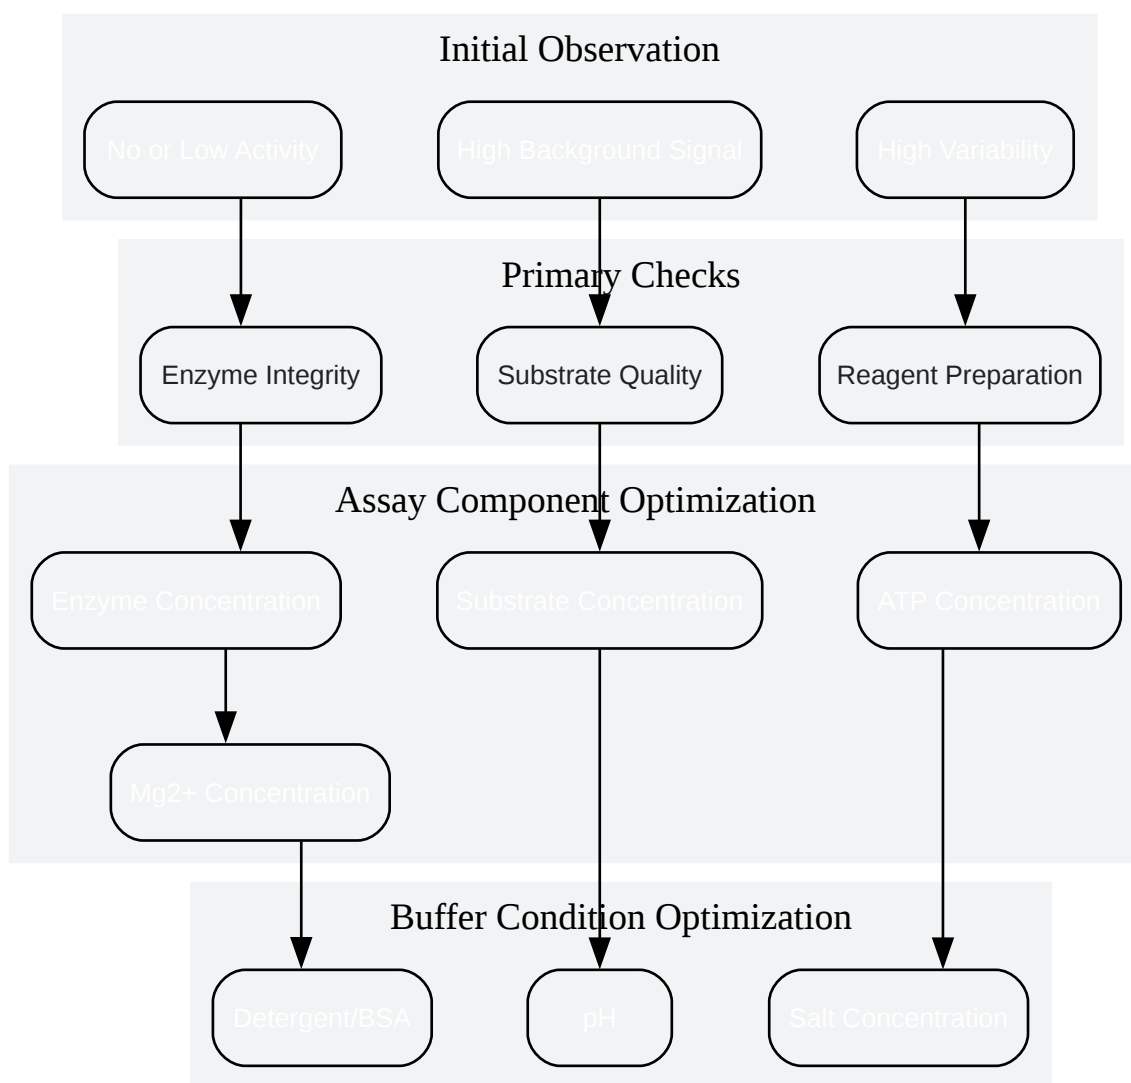 Initial Observation
No or Low Activity
High Background Signal
High Variability
Primary Checks
Enzyme Integrity
Substrate Quality
Reagent Preparation
Assay Component Optimization
Enzyme Concentration
Substrate Concentration
ATP Concentration
Mg2+ Concentration
Buffer Condition Optimization
Detergent/BSA
pH
Salt Concentration